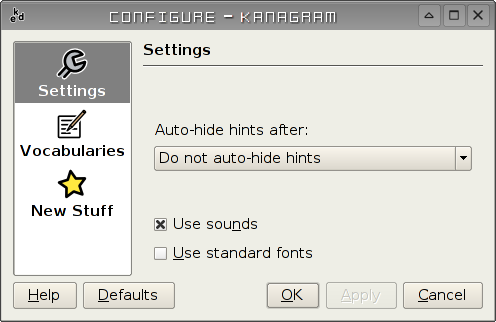 CONFIGURE - KANAGRAM
Settings
Settings
Vocabularies
New Stuff
Auto-hide hints after:
Do not auto-hide hints
Use sounds
Use standard fonts
Help
Defaults
OK
Apply
Cancel